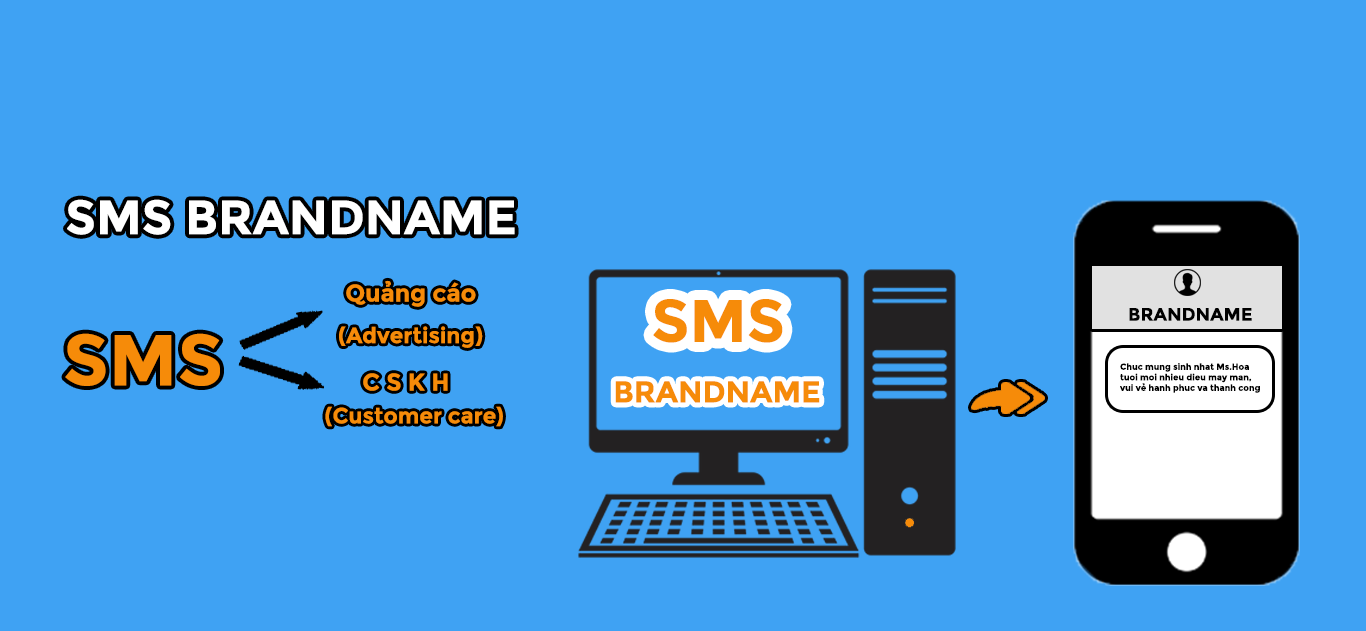 SMS BRANDNAME
SMS
Quảng cáo
(Advertising)
C S K H
(Customer care)
SMS
BRANDNAME
BRANDNAME
Chuc mung sinh nhat Ms.Hoa
tuoi moi nhieu dieu may man,
vui vẻ hanh phuc va thanh cong